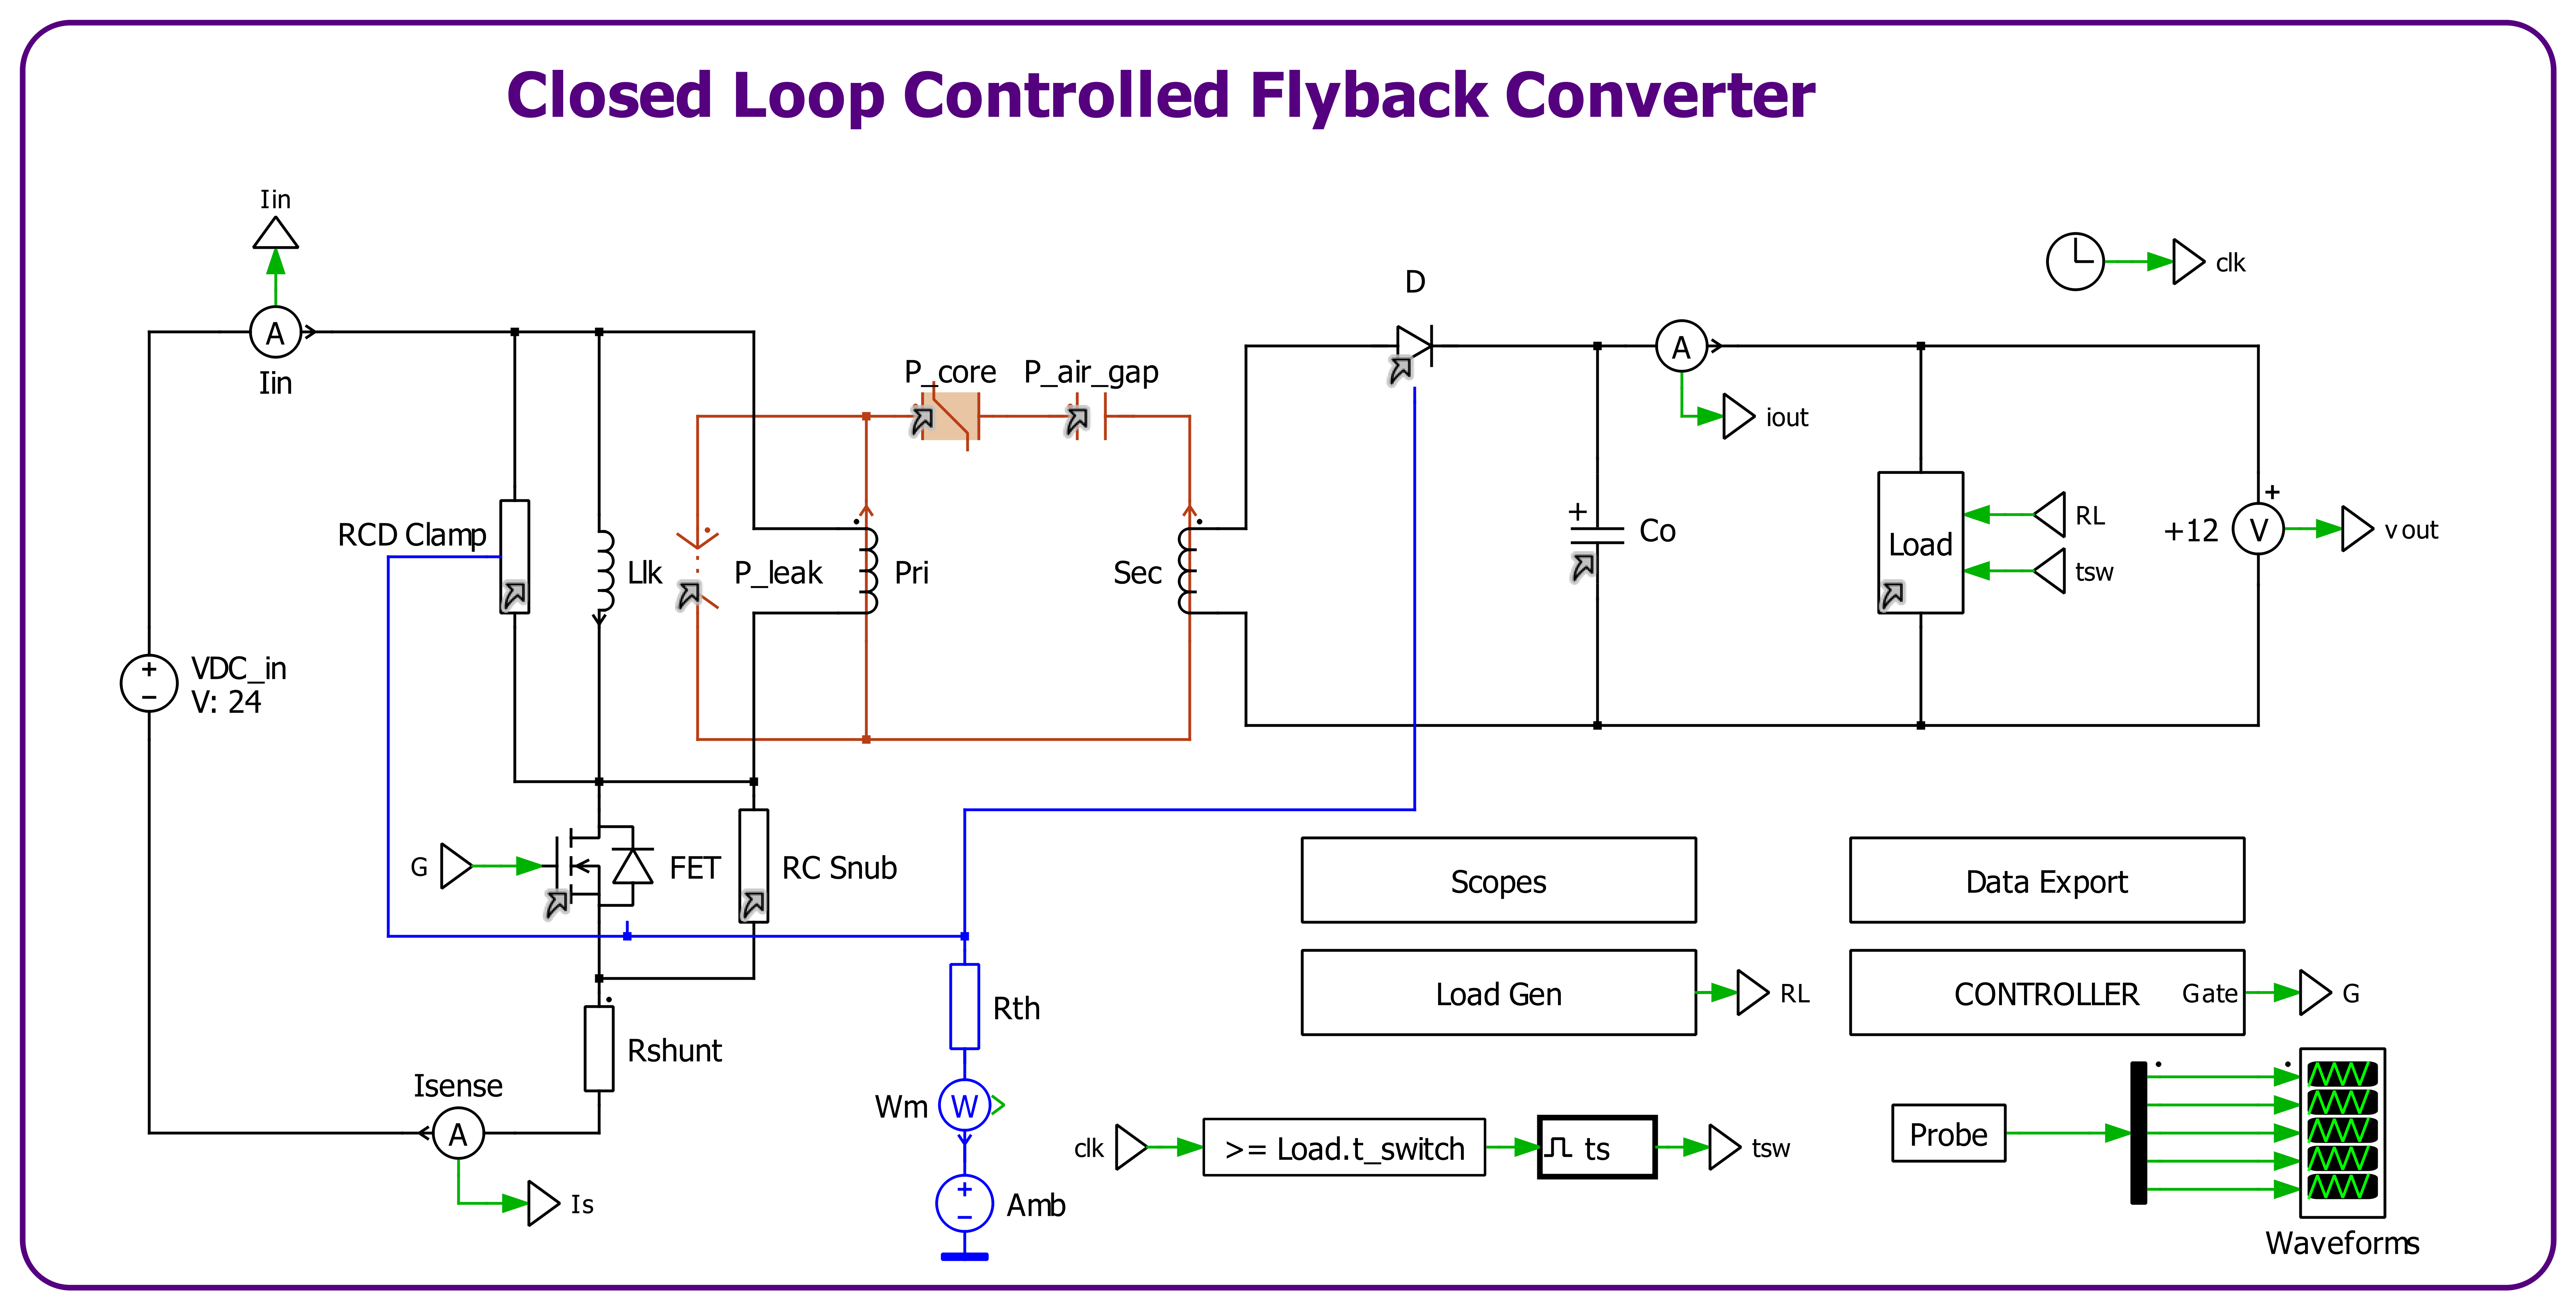 Closed Loop Controlled Flyback Converter
Iin
A
Iin
D
clk
P_core
P_air_gap
A
iout
RCD Clamp
Llk
P_leak
Pri
Sec
+
Co
Load
RL
tsw
+12
+
V
vout
+
−
VDC_in
V: 24
G
FET
RC Snub
Scopes
Data Export
Load Gen
RL
CONTROLLER
Gate
G
Rth
Rshunt
Isense
A
Is
Wm
W
clk
>= Load.t_switch
ts
tsw
Probe
+
−
Amb
Waveforms